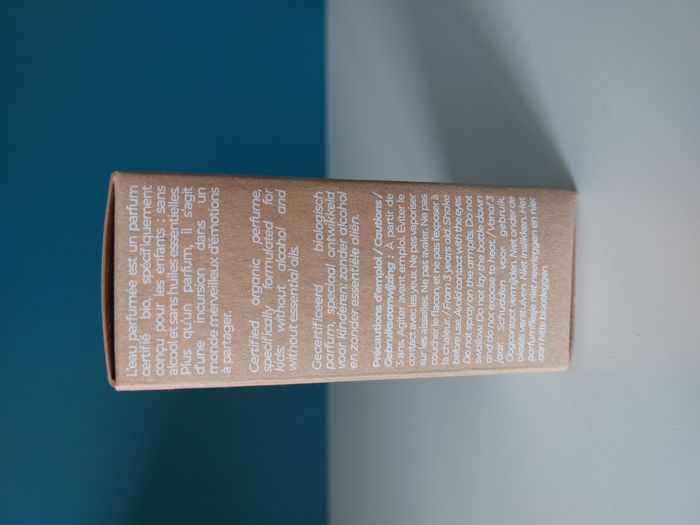 L'eau parfumée est un parfum
certifié bio, spécifiquement
conçu pour les enfants : sans
alcool et sans huiles essentielles.
Plus qu'un parfum, il s'agit
d'une incursion dans un
monde merveilleux d'émotions
à partager.
Certified organic perfume,
specifically formulated for
kids: without alcohol and
without essential oils.
Gecertificeerd biologisch
parfum, speciaal ontwikkeld
voor kinderen: zonder alcohol
en zonder essentiële oliën.
Précautions d'emploi / Cautions /
Gebruiksaanwijzing : À partir de
3 ans. Agiter avant emploi. Éviter le
contact avec les yeux. Ne pas vaporiser
sur les aisselles. Ne pas avaler. Ne pas
coucher le flacon et ne pas l'exposer à
la chaleur. / From 3 years old. Shake
before use. Avoid contact with the eyes.
Do not spray on the armpits. Do not
swallow. Do not lay the bottle down
and do not expose to heat. / Vanaf 3
jaar. Schudden voor gebruik.
Oogcontact vermijden. Niet onder de
oksels verstuiven. Niet inslikken. Het
parfumflesje niet neerleggen en niet
aan hitte blootleggen.